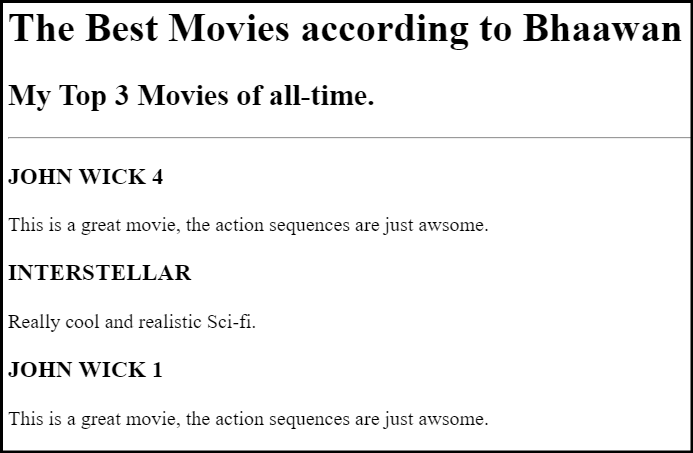 The Best Movies according to Bhaawan
My Top 3 Movies of all-time.
JOHN WICK 4
This is a great movie, the action sequences are just awsome.
INTERSTELLAR
Really cool and realistic Sci-fi.
JOHN WICK 1
This is a great movie, the action sequences are just awsome.